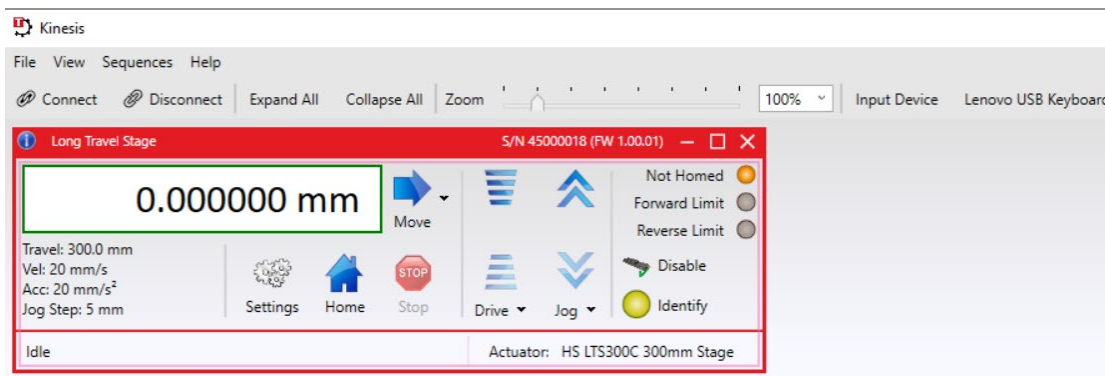 Kinesis
File View Sequences Help
Connect Disconnect Expand All Collapse All Zoom 100% Input Device Lenovo USB Keyboard
Long Travel Stage S/N 45000018 (FW 1.00.01)
0.000000 mm
Move
Not Homed
Forward Limit
Reverse Limit
Travel: 300.0 mm
Vel: 20 mm/s
Acc: 20 mm/s²
Jog Step: 5 mm
Settings Home STOP Stop Drive Jog
Disable
Identify
Idle Actuator: HS LTS300C 300mm Stage